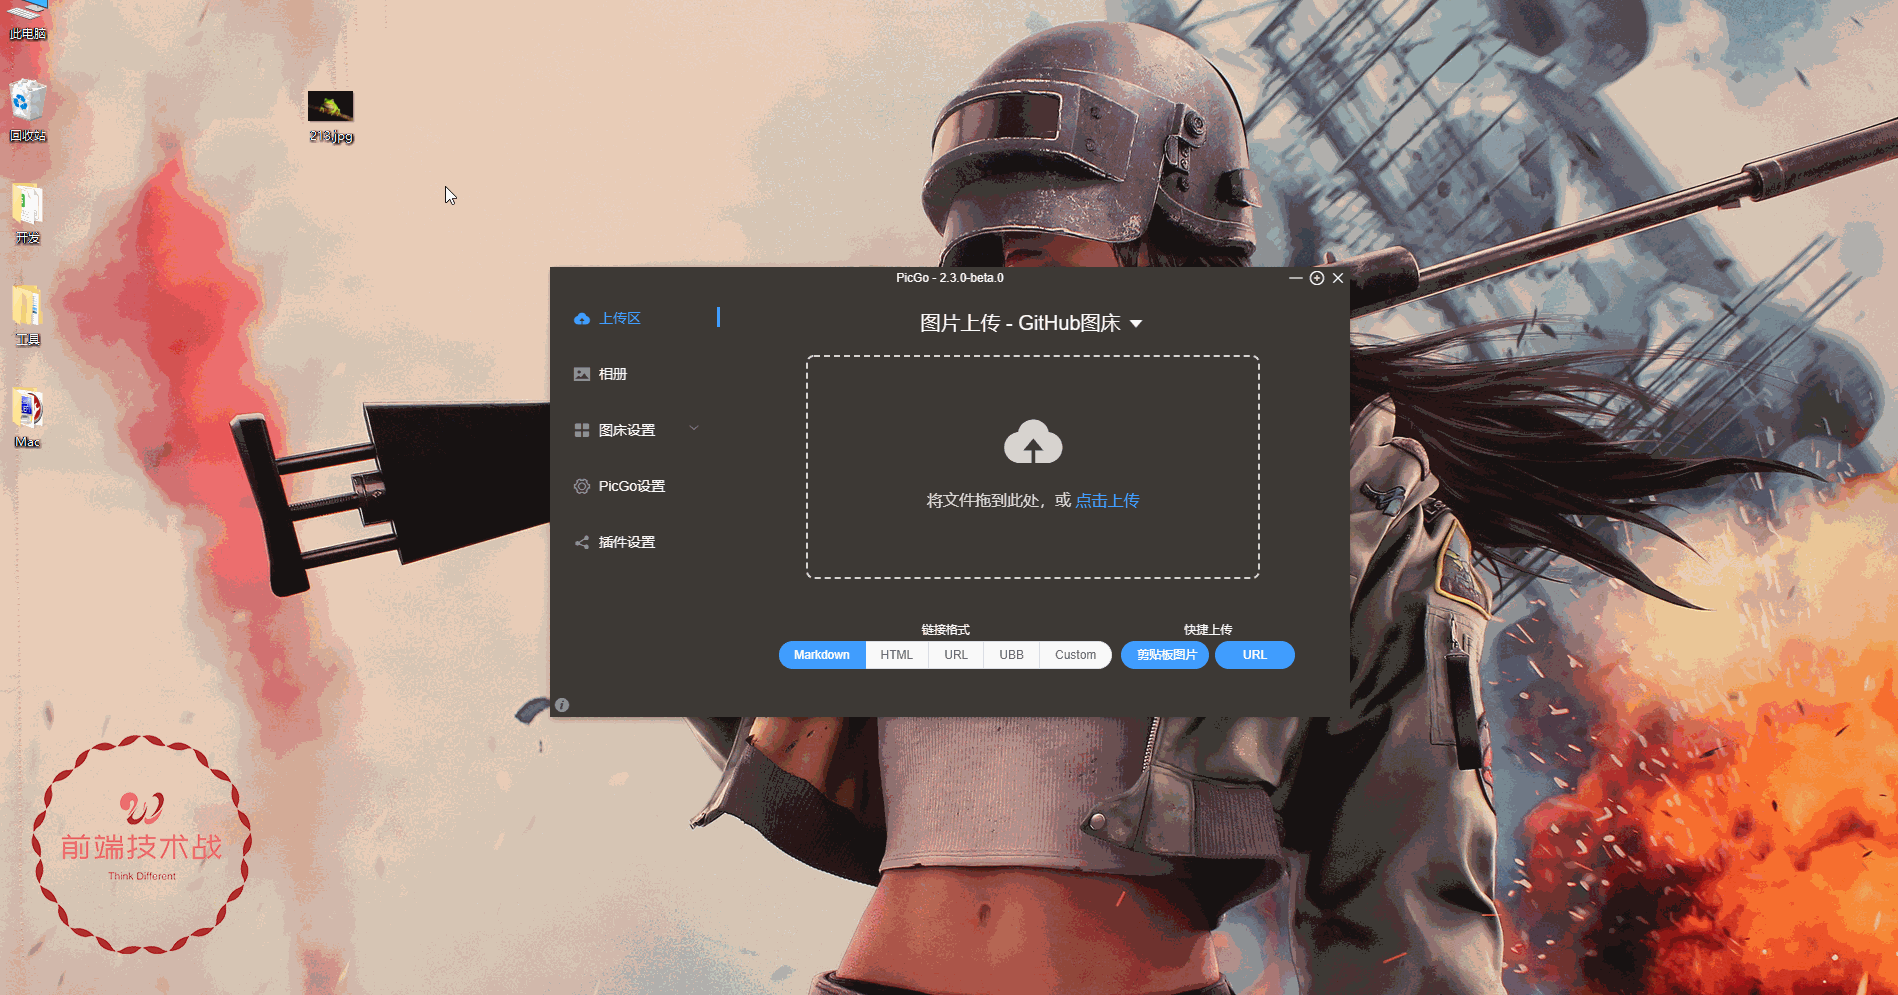 此电脑
回收站
213.jpg
开发
工具
Mac
PicGo - 2.3.0-beta.0
上传区
相册
图床设置
PicGo设置
插件设置
图片上传 - GitHub图床
将文件拖到此处，或 点击上传
链接格式
快捷上传
Markdown HTML URL UBB Custom
剪贴板图片 URL
前端技术战
Think Different